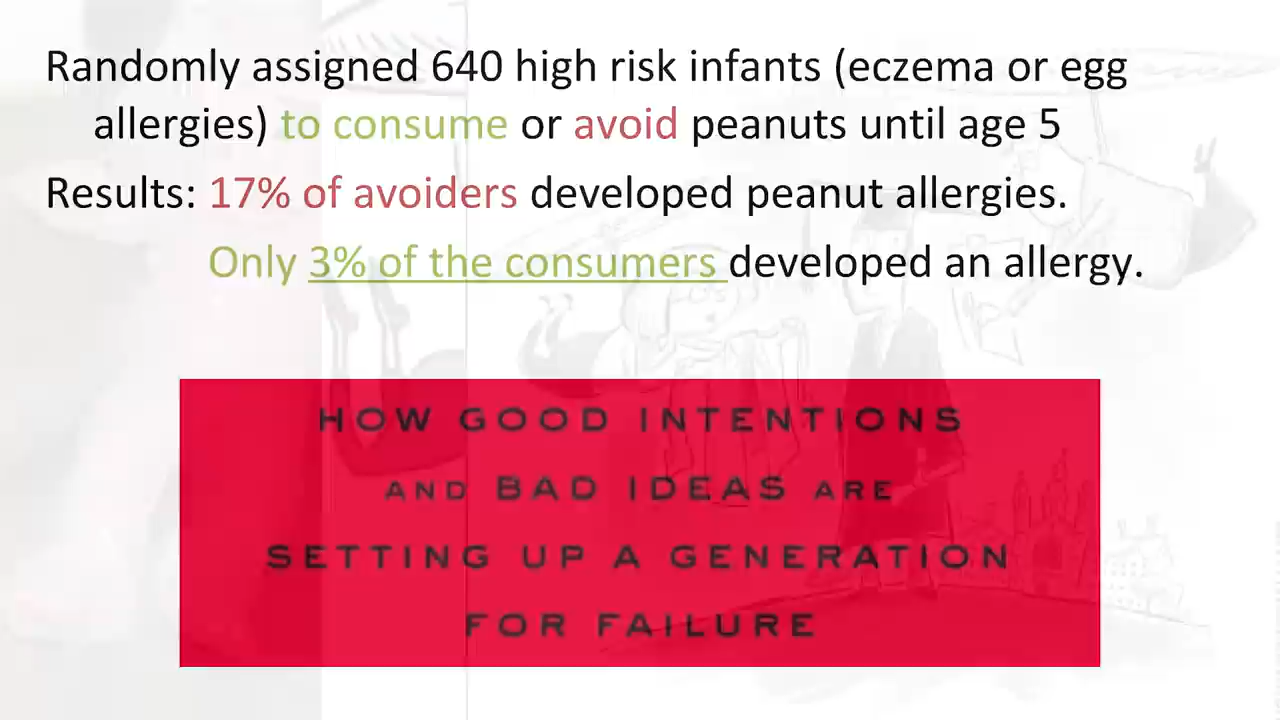 Randomly assigned 640 high risk infants (eczema or egg
allergies) to consume or avoid peanuts until age 5
Results: 17% of avoiders developed peanut allergies.
Only 3% of the consumers developed an allergy.
HOW GOOD INTENTIONS
AND BAD IDEAS ARE
SETTING UP A GENERATION
FOR FAILURE